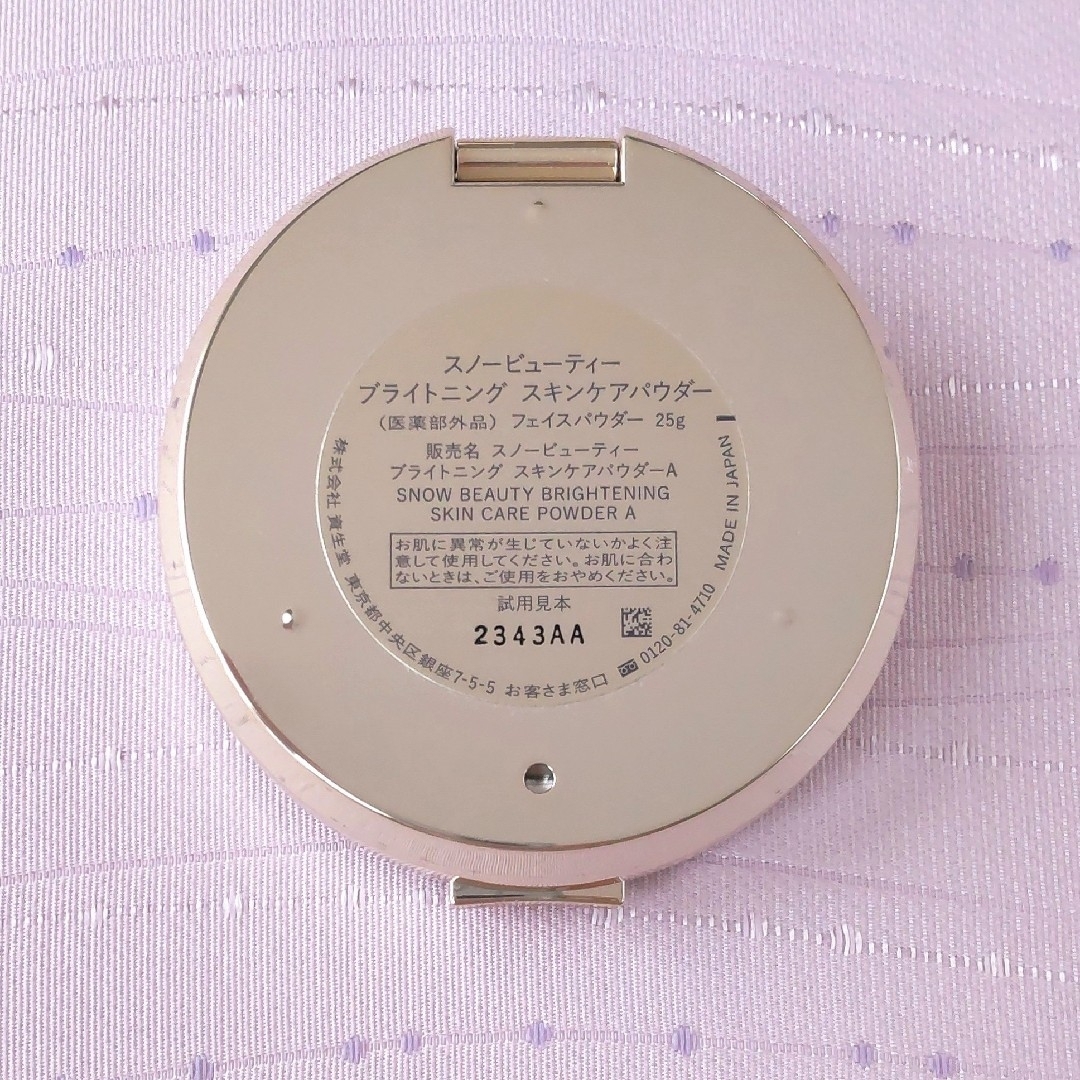 スノービューティー
ブライトニング スキンケアパウダー
(医薬部外品) フェイスパウダー 25g
販売名 スノービューティー
ブライトニング スキンケアパウダーA
SNOW BEAUTY BRIGHTENING
SKIN CARE POWDER A
お肌に異常が生じていないかよく注
意して使用してください。お肌に合わ
ないときは、ご使用をおやめください。
試用見本
2343AA
株式会社 資生堂 東京都中央区銀座7-5-5 お客さま窓口 0120-81-4710 MADE IN JAPAN